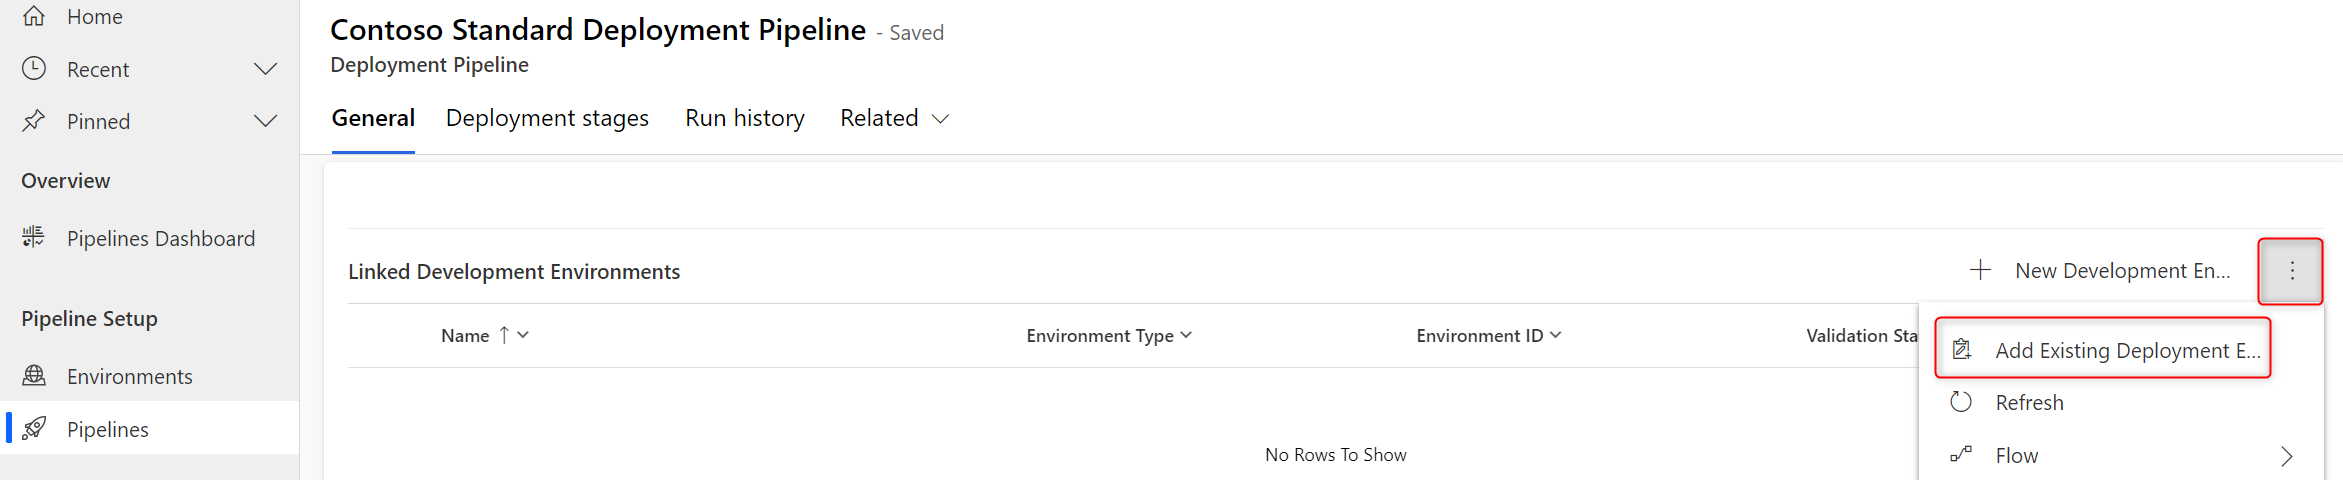 Home
Recent
Pinned
Overview
Pipelines Dashboard
Pipeline Setup
Environments
Pipelines
Contoso Standard Deployment Pipeline - Saved
Deployment Pipeline
General Deployment stages Run history Related
Linked Development Environments
New Development En...
Name Environment Type Environment ID Validation Sta
No Rows To Show
Add Existing Deployment E...
Refresh
Flow